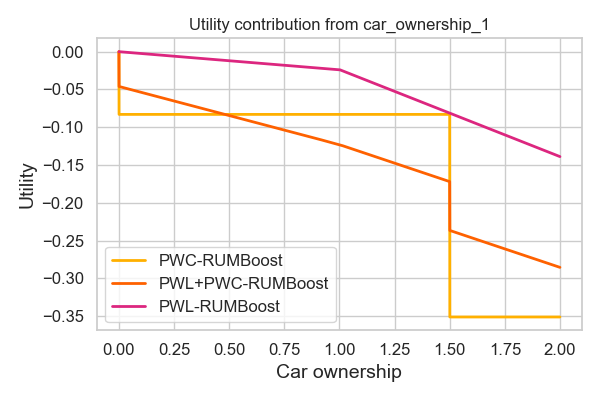 Utility contribution from car_ownership_1
Utility
0.00
−0.05
−0.10
−0.15
−0.20
−0.25
−0.30
−0.35
PWC-RUMBoost
PWL+PWC-RUMBoost
PWL-RUMBoost
0.00 0.25 0.50 0.75 1.00 1.25 1.50 1.75 2.00
Car ownership